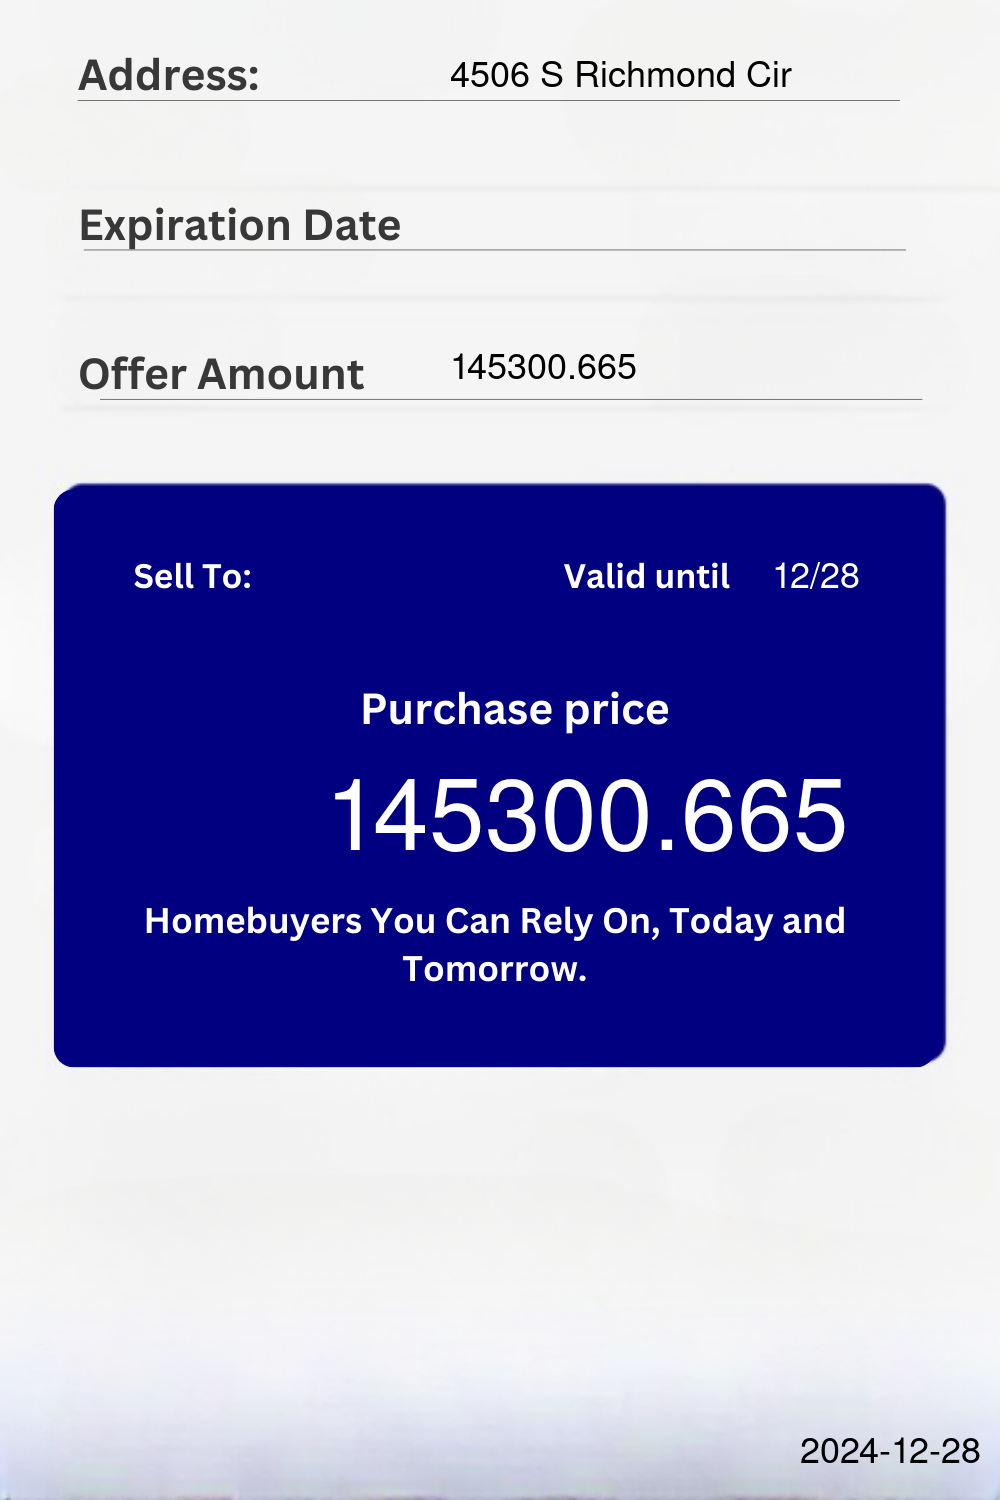 Address: 4506 S Richmond Cir
Expiration Date
Offer Amount 145300.665
Sell To: Valid until 12/28
Purchase price
145300.665
Homebuyers You Can Rely On, Today and
Tomorrow.
2024-12-28